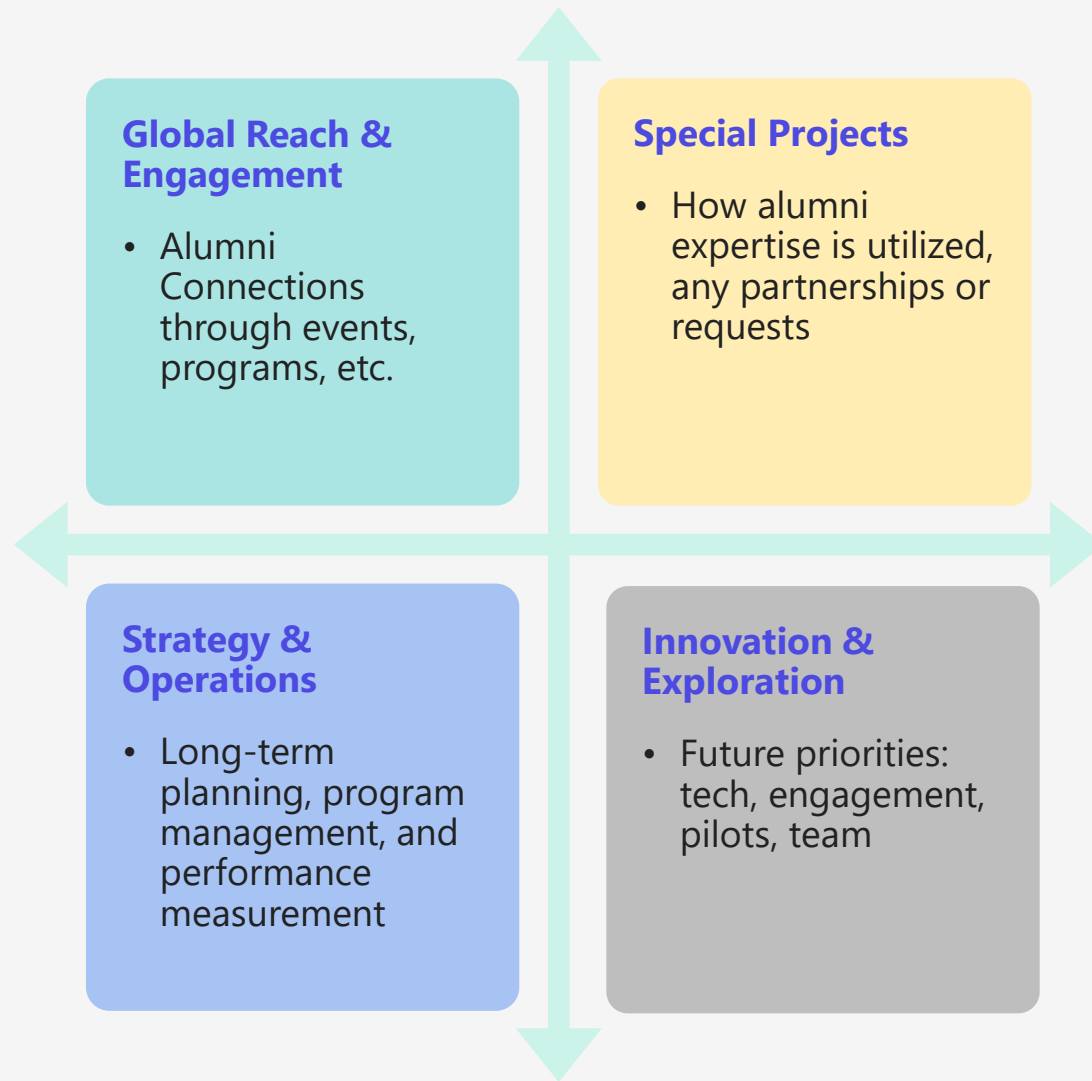 Global Reach &
Engagement
• Alumni
Connections
through events,
programs, etc.
Special Projects
• How alumni
expertise is utilized,
any partnerships or
requests
Strategy &
Operations
• Long-term
planning, program
management, and
performance
measurement
Innovation &
Exploration
• Future priorities:
tech, engagement,
pilots, team